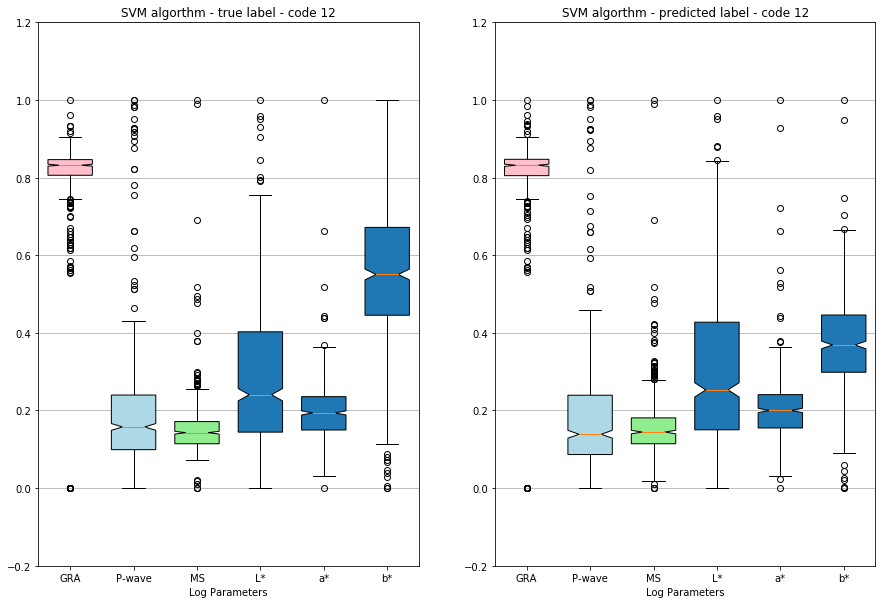 SVM algorthm - true label - code 12
1.2
1.0
0.8
0.6
0.4
0.2
0.0
−0.2
GRA P-wave MS L* a* b*
Log Parameters
SVM algorthm - predicted label - code 12
1.2
1.0
0.8
0.6
0.4
0.2
0.0
−0.2
GRA P-wave MS L* a* b*
Log Parameters